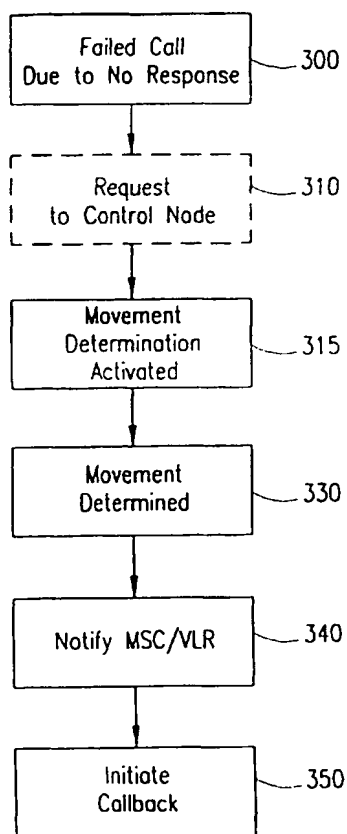 Failed Call
Due to No Response
300
Request
to Control Node
310
Movement
Determination
Activated
315
Movement
Determined
330
Notify MSC/VLR
340
Initiate
Callback
350